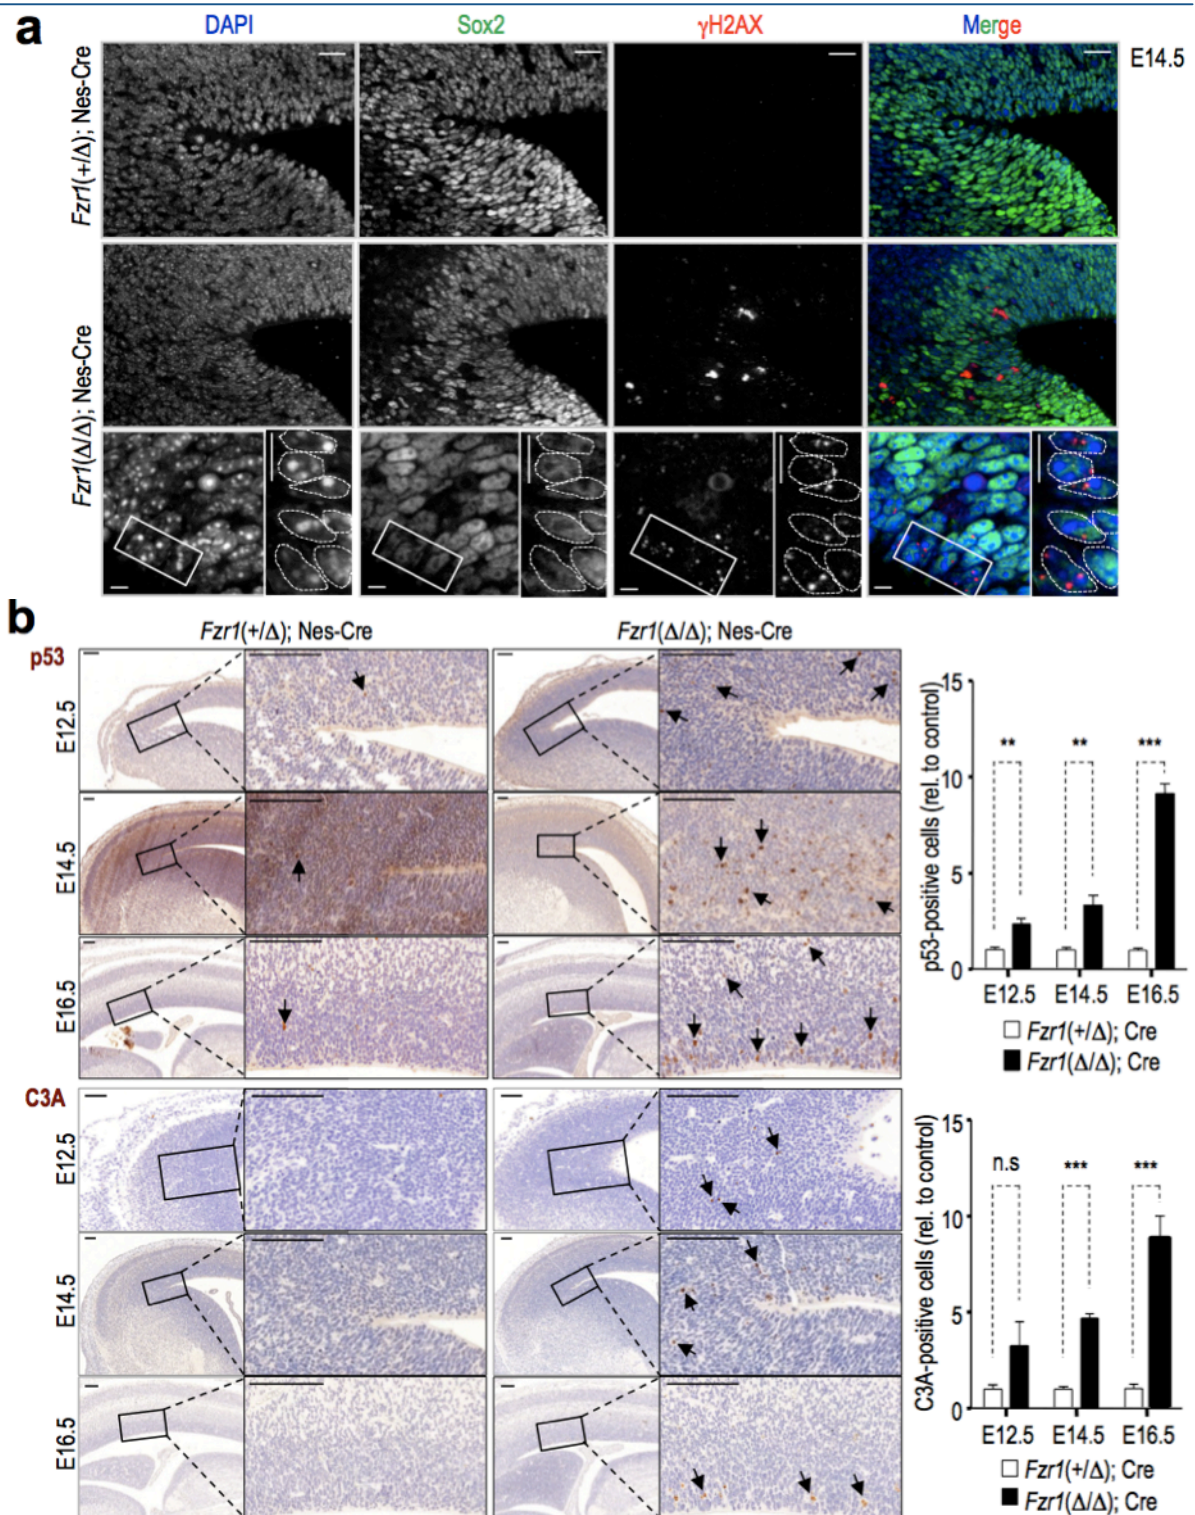 a
DAPI Sox2 γH2AX Merge
E14.5
Fzr1(+/Δ); Nes-Cre
Fzr1(Δ/Δ); Nes-Cre
b
Fzr1(+/Δ); Nes-Cre Fzr1(Δ/Δ); Nes-Cre
p53
E12.5
E14.5
E16.5
p53-positive cells (rel. to control)
15
10
5
0
** ** ***
E12.5 E14.5 E16.5
Fzr1(+/Δ); Cre
Fzr1(Δ/Δ); Cre
C3A
E12.5
E14.5
E16.5
C3A-positive cells (rel. to control)
15
10
5
0
n.s *** ***
E12.5 E14.5 E16.5
Fzr1(+/Δ); Cre
Fzr1(Δ/Δ); Cre